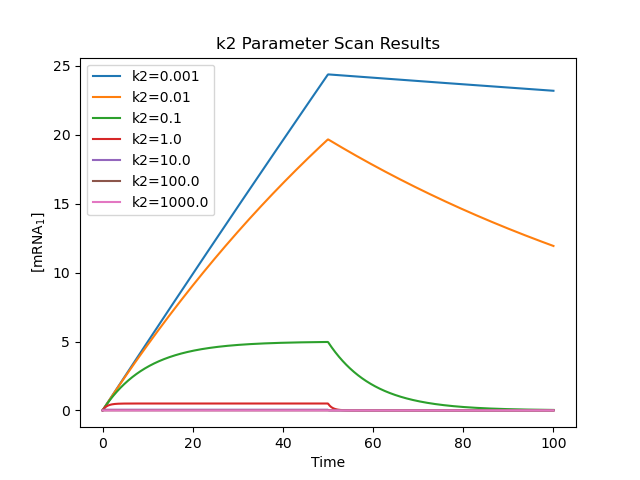 k2 Parameter Scan Results
k2=0.001
k2=0.01
k2=0.1
k2=1.0
k2=10.0
k2=100.0
k2=1000.0
[mRNA₁]
25
20
15
10
5
0
0 20 40 60 80 100
Time